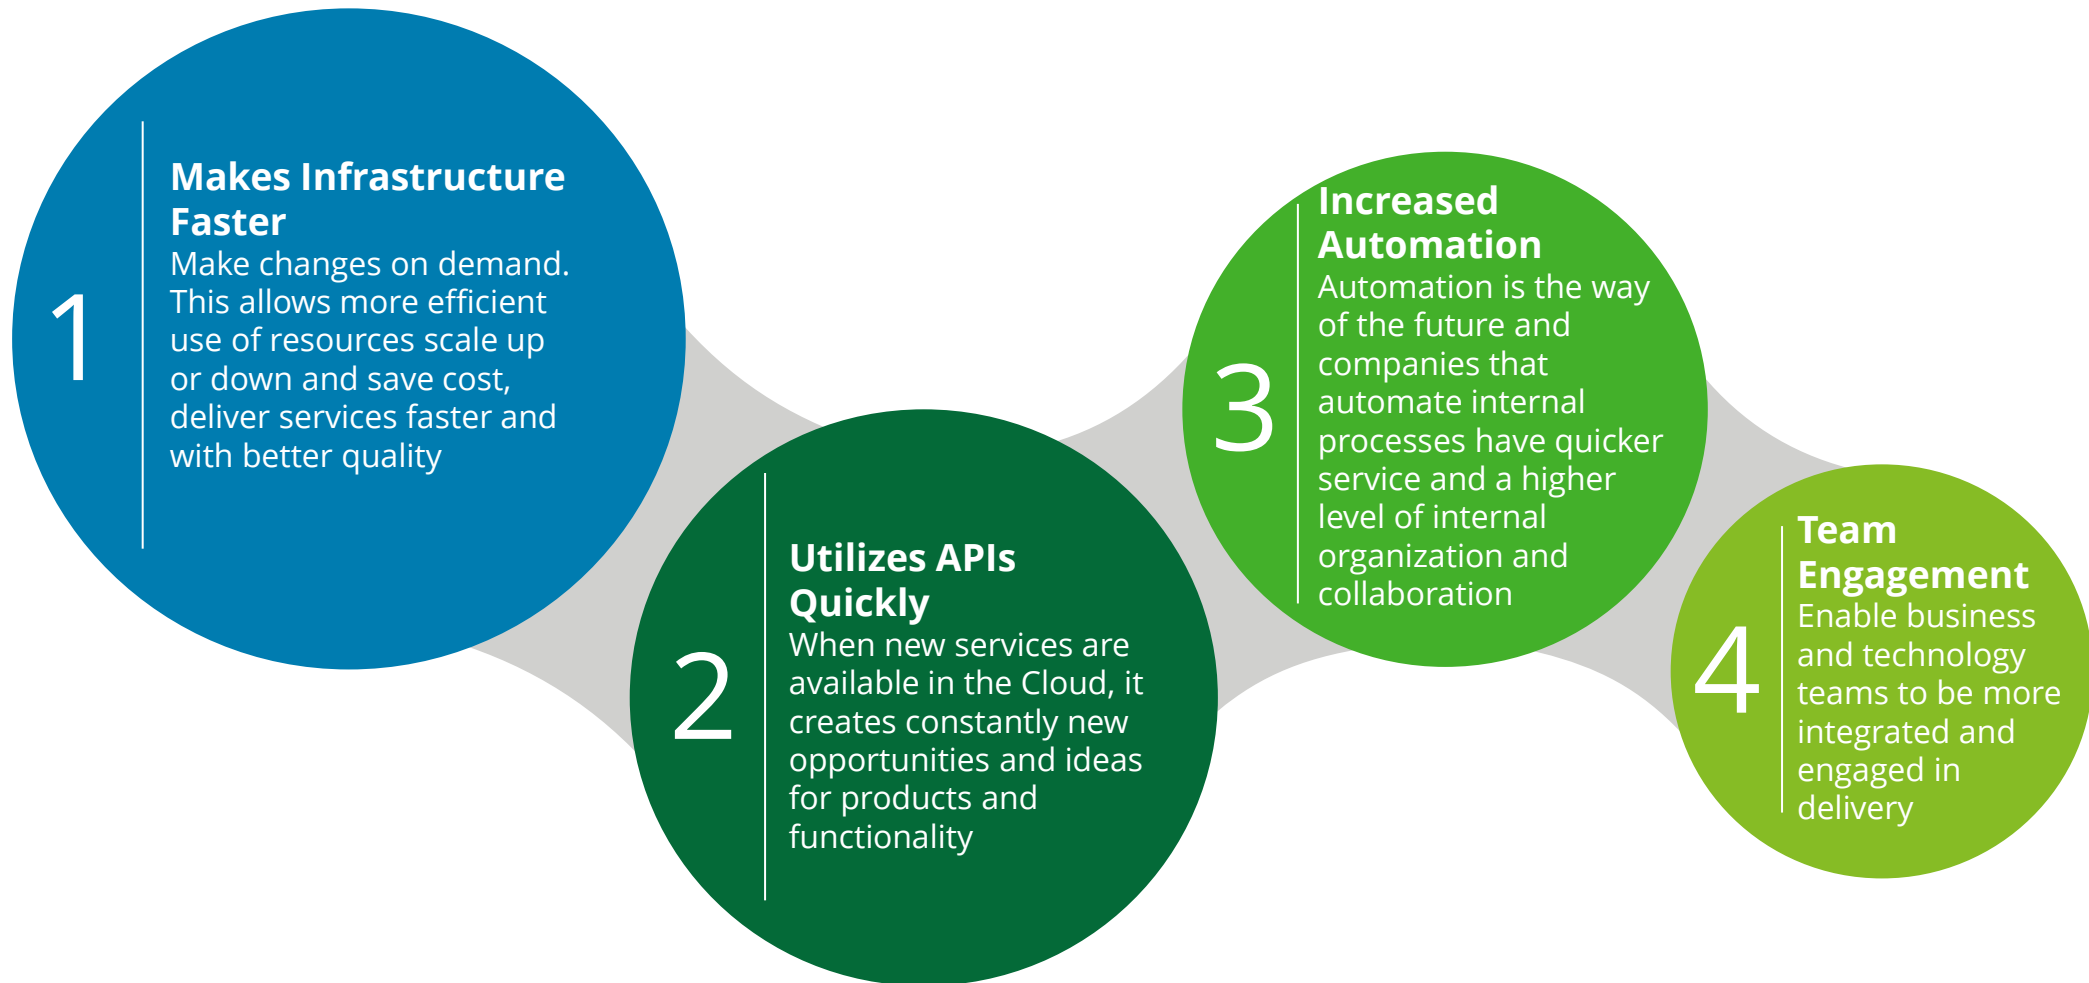 1
Makes Infrastructure
Faster
Make changes on demand.
This allows more efficient
use of resources scale up
or down and save cost,
deliver services faster and
with better quality
2
Utilizes APIs
Quickly
When new services are
available in the Cloud, it
creates constantly new
opportunities and ideas
for products and
functionality
3
Increased
Automation
Automation is the way
of the future and
companies that
automate internal
processes have quicker
service and a higher
level of internal
organization and
collaboration
4
Team
Engagement
Enable business
and technology
teams to be more
integrated and
engaged in
delivery